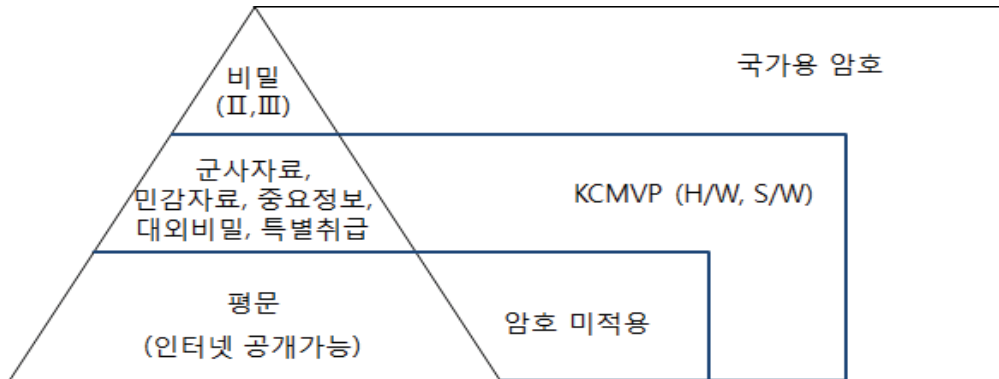 비밀
(Ⅱ,Ⅲ)
국가용 암호
군사자료,
민감자료, 중요정보,
대외비밀, 특별취급
KCMVP (H/W, S/W)
평문
(인터넷 공개가능)
암호 미적용